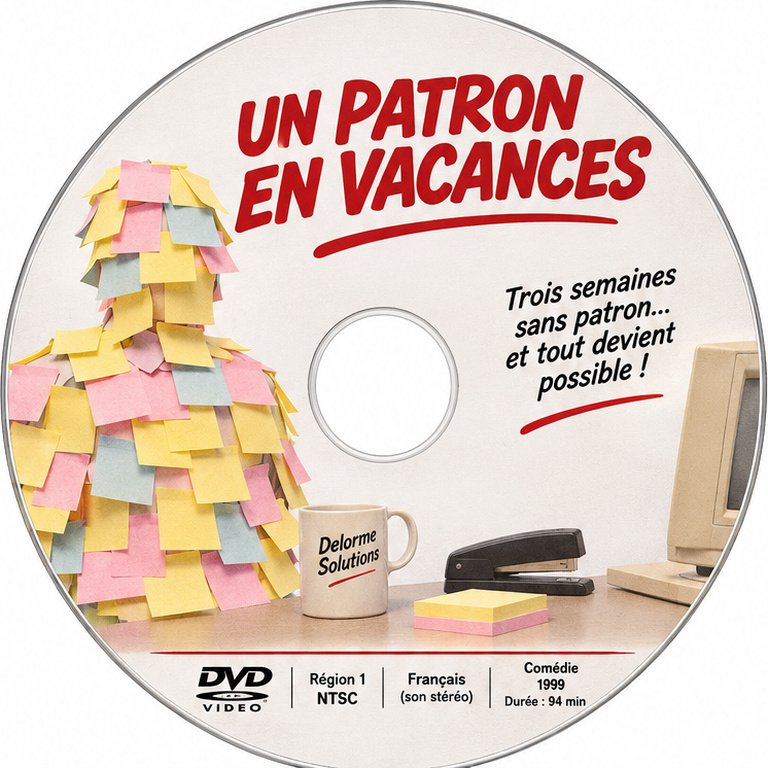 UN PATRON
EN VACANCES
Trois semaines
sans patron...
et tout devient
possible !
Delorme
Solutions
DVD
VIDEO
Région 1
NTSC
Français
(son stéréo)
Comédie
1999
Durée : 94 min